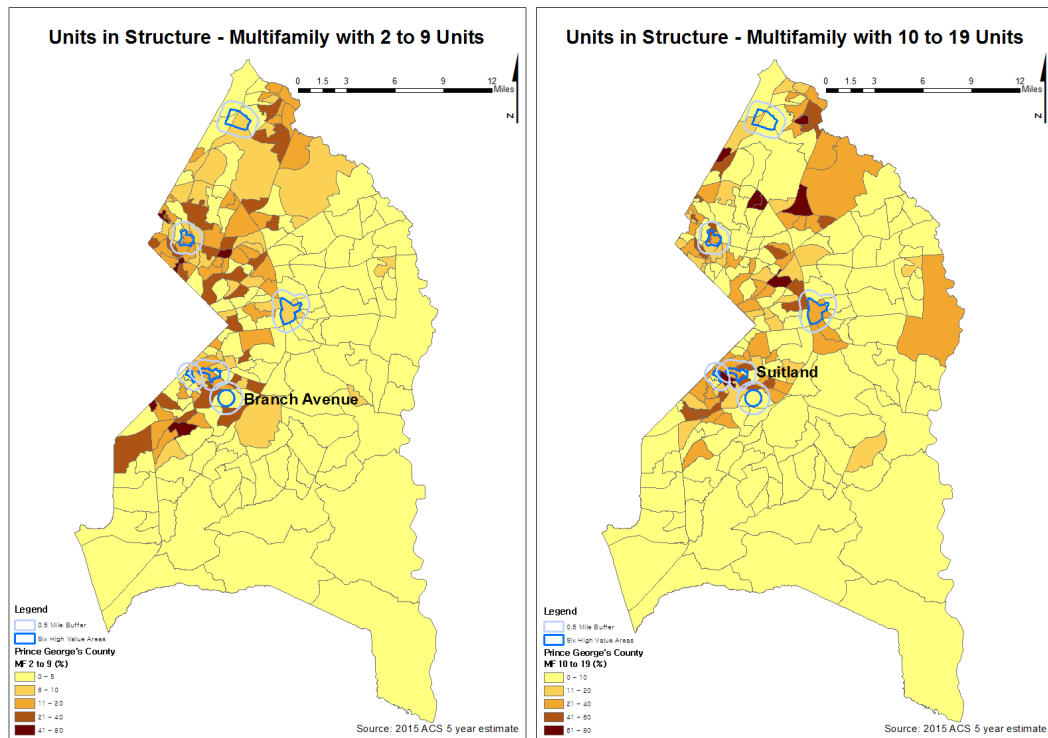 Units in Structure - Multifamily with 2 to 9 Units
0 1.5 3 6 9 12
Miles
N
Branch Avenue
Legend
0.5 Mile Buffer
Six High Value Areas
Prince George's County
MF 2 to 9 (%)
0 - 5
6 - 10
11 - 20
21 - 40
41 - 80
Source: 2015 ACS 5 year estimate
Units in Structure - Multifamily with 10 to 19 Units
0 1.5 3 6 9 12
Miles
N
Suitland
Legend
0.5 Mile Buffer
Six High Value Areas
Prince George's County
MF 10 to 19 (%)
0 - 10
11 - 20
21 - 40
41 - 60
61 - 80
Source: 2015 ACS 5 year estimate